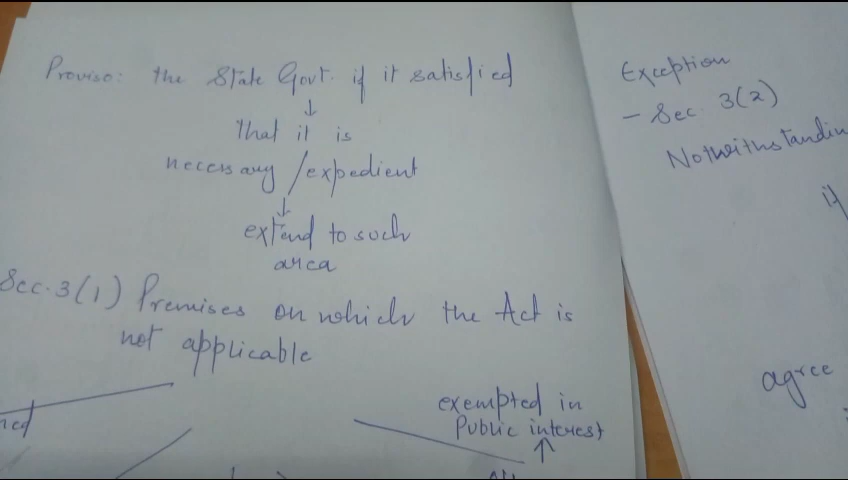 Proviso: the State Govt. if it satisfied
↓
that it is
necessary / expedient
↓
extend to such
area
Sec. 3(1) Premises on which the Act is
not applicable
exempted in
Public interest
↑
Exception
- Sec. 3(2)
Notwithstandin
if
agree